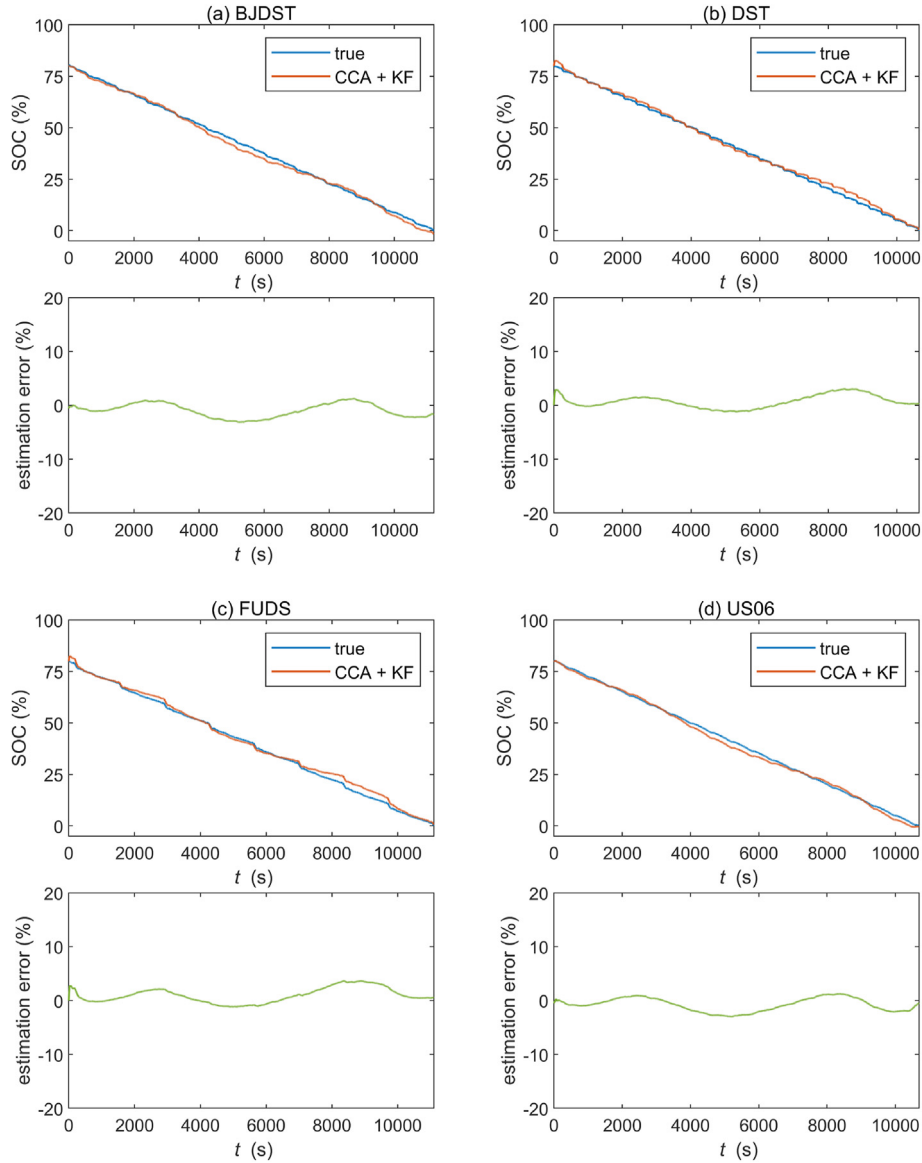 (a) BJDST
100
75
50
25
0
SOC (%)
true
CCA + KF
0 2000 4000 6000 8000 10000
t (s)
20
10
0
-10
-20
estimation error (%)
0 2000 4000 6000 8000 10000
t (s)
(b) DST
100
75
50
25
0
SOC (%)
true
CCA + KF
0 2000 4000 6000 8000 10000
t (s)
20
10
0
-10
-20
estimation error (%)
0 2000 4000 6000 8000 10000
t (s)
(c) FUDS
100
75
50
25
0
SOC (%)
true
CCA + KF
0 2000 4000 6000 8000 10000
t (s)
20
10
0
-10
-20
estimation error (%)
0 2000 4000 6000 8000 10000
t (s)
(d) US06
100
75
50
25
0
SOC (%)
true
CCA + KF
0 2000 4000 6000 8000 10000
t (s)
20
10
0
-10
-20
estimation error (%)
0 2000 4000 6000 8000 10000
t (s)